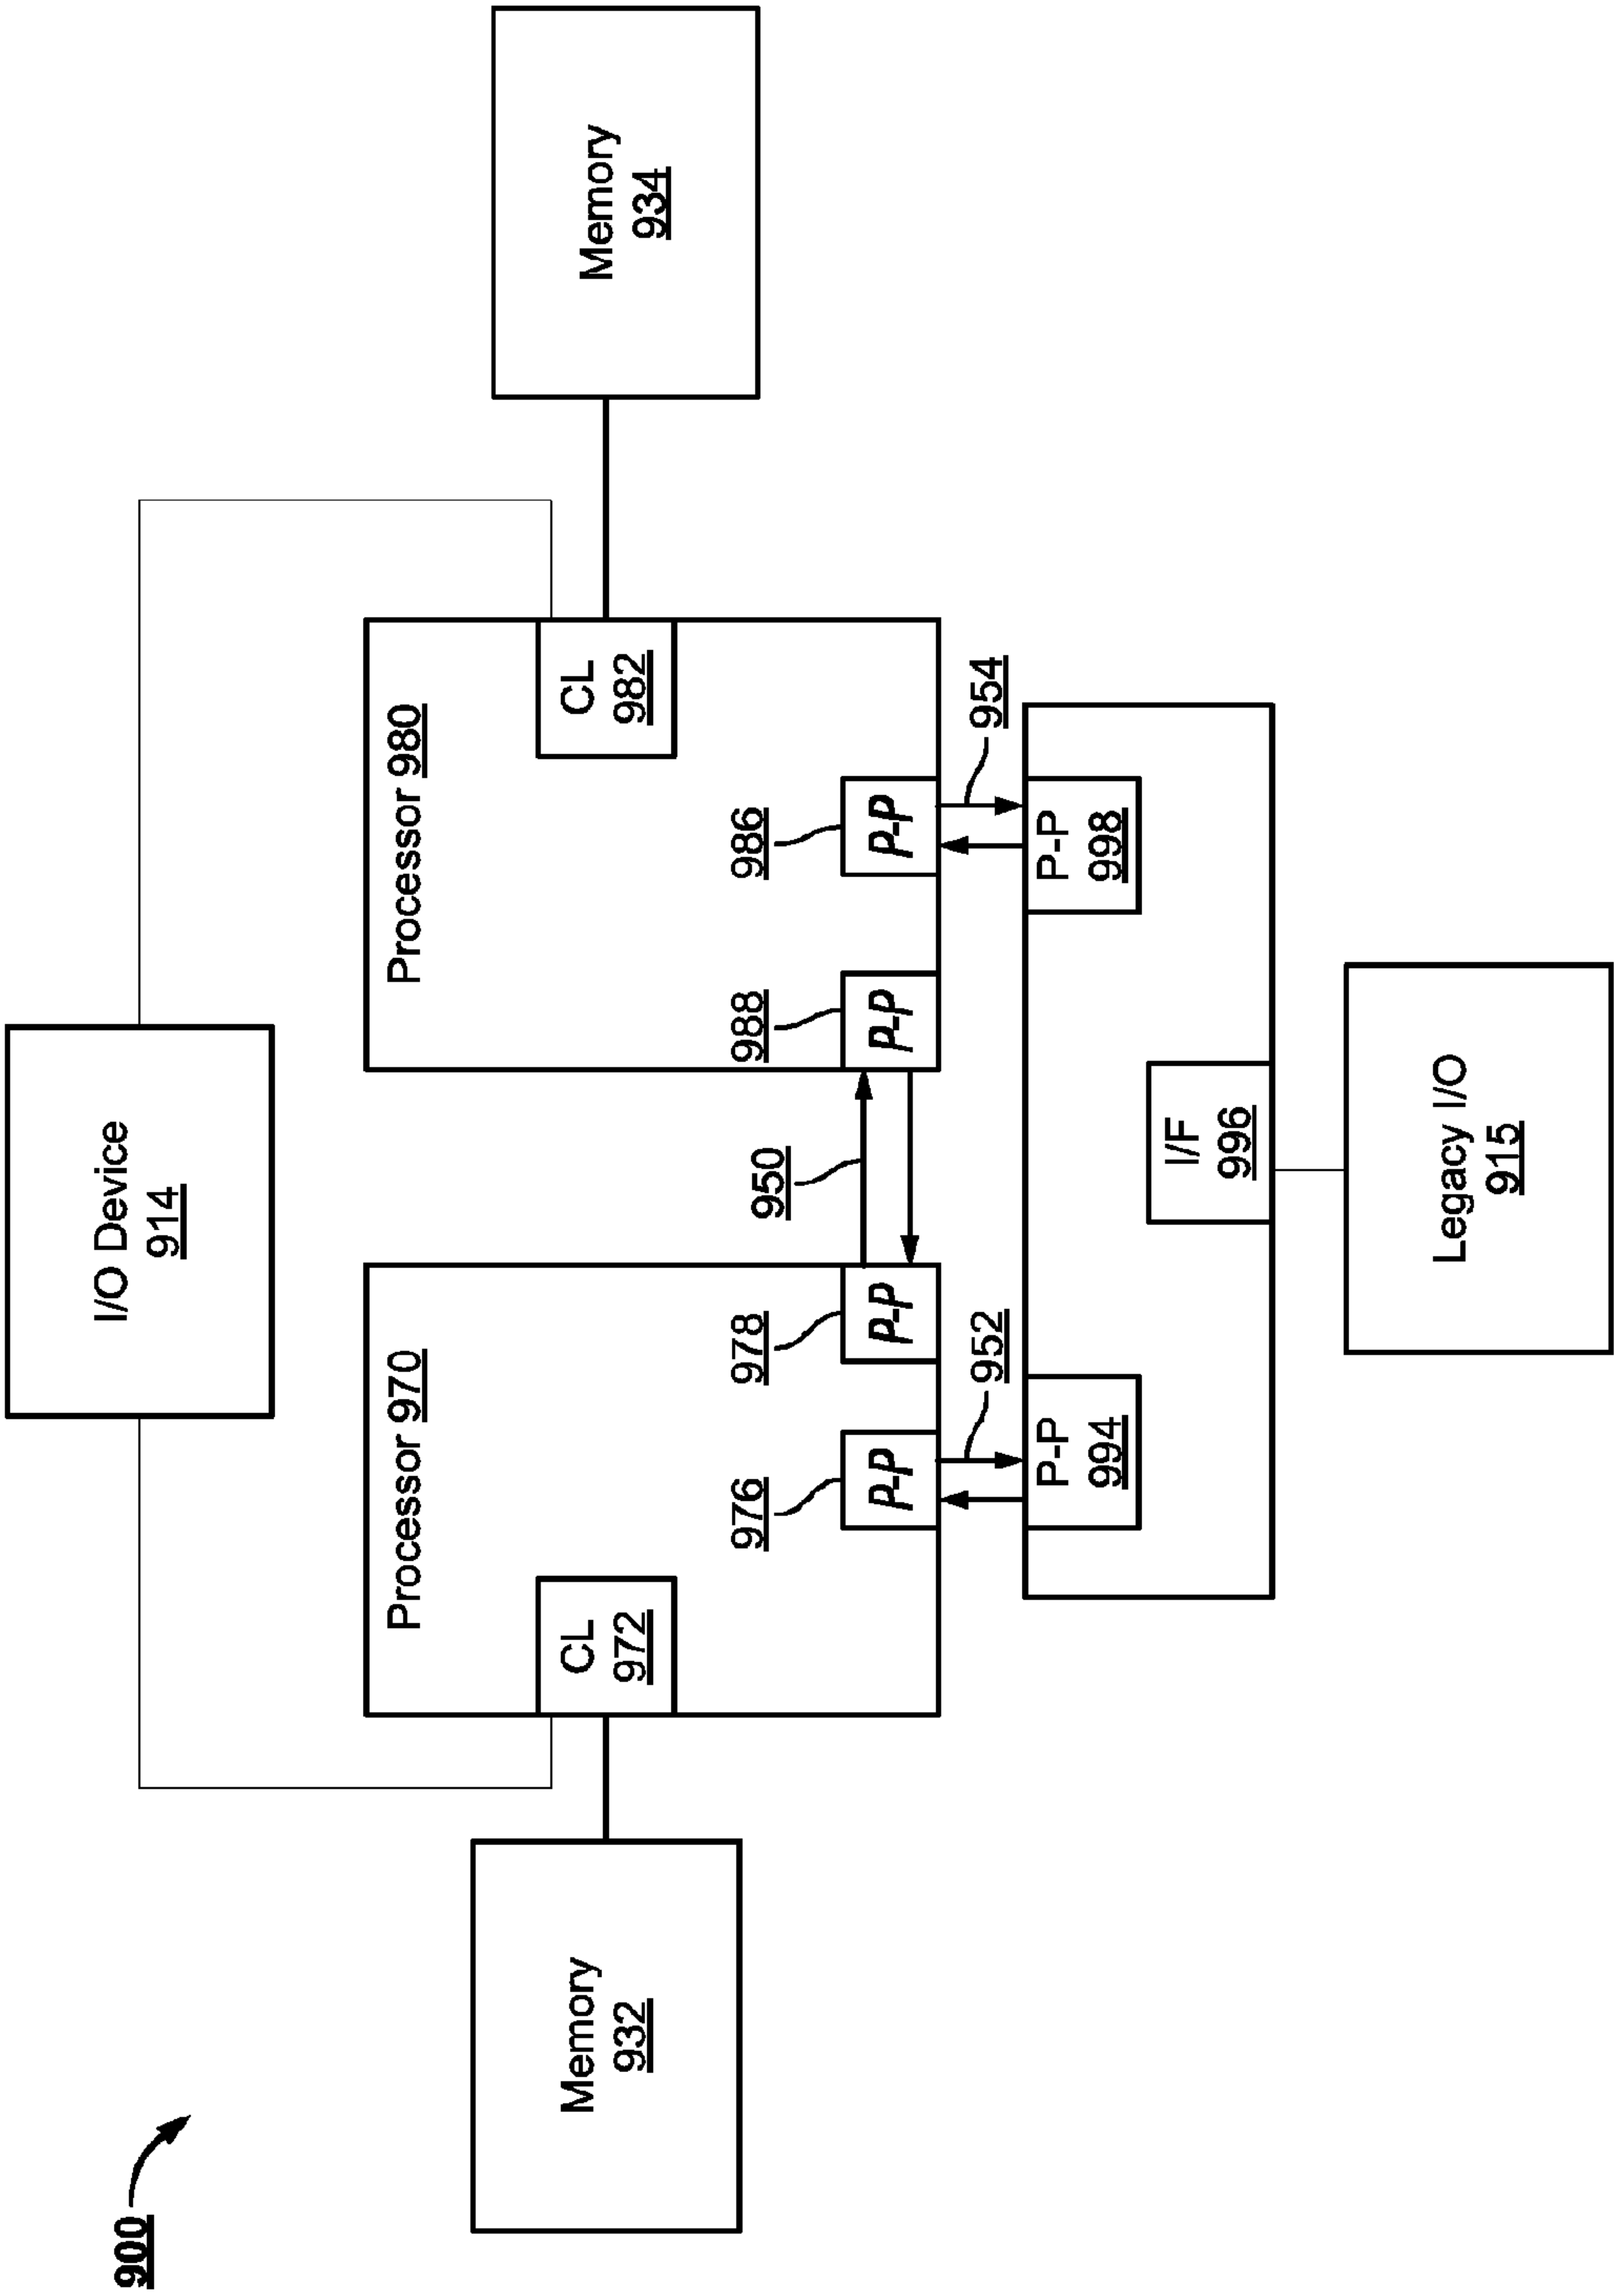 900
I/O Device
914
Memory
932
Processor 970
CL
972
976
P-P
978
P-P
950
Processor 980
CL
982
988
P-P
986
P-P
Memory
934
952
954
P-P
994
P-P
998
I/F
996
Legacy I/O
915